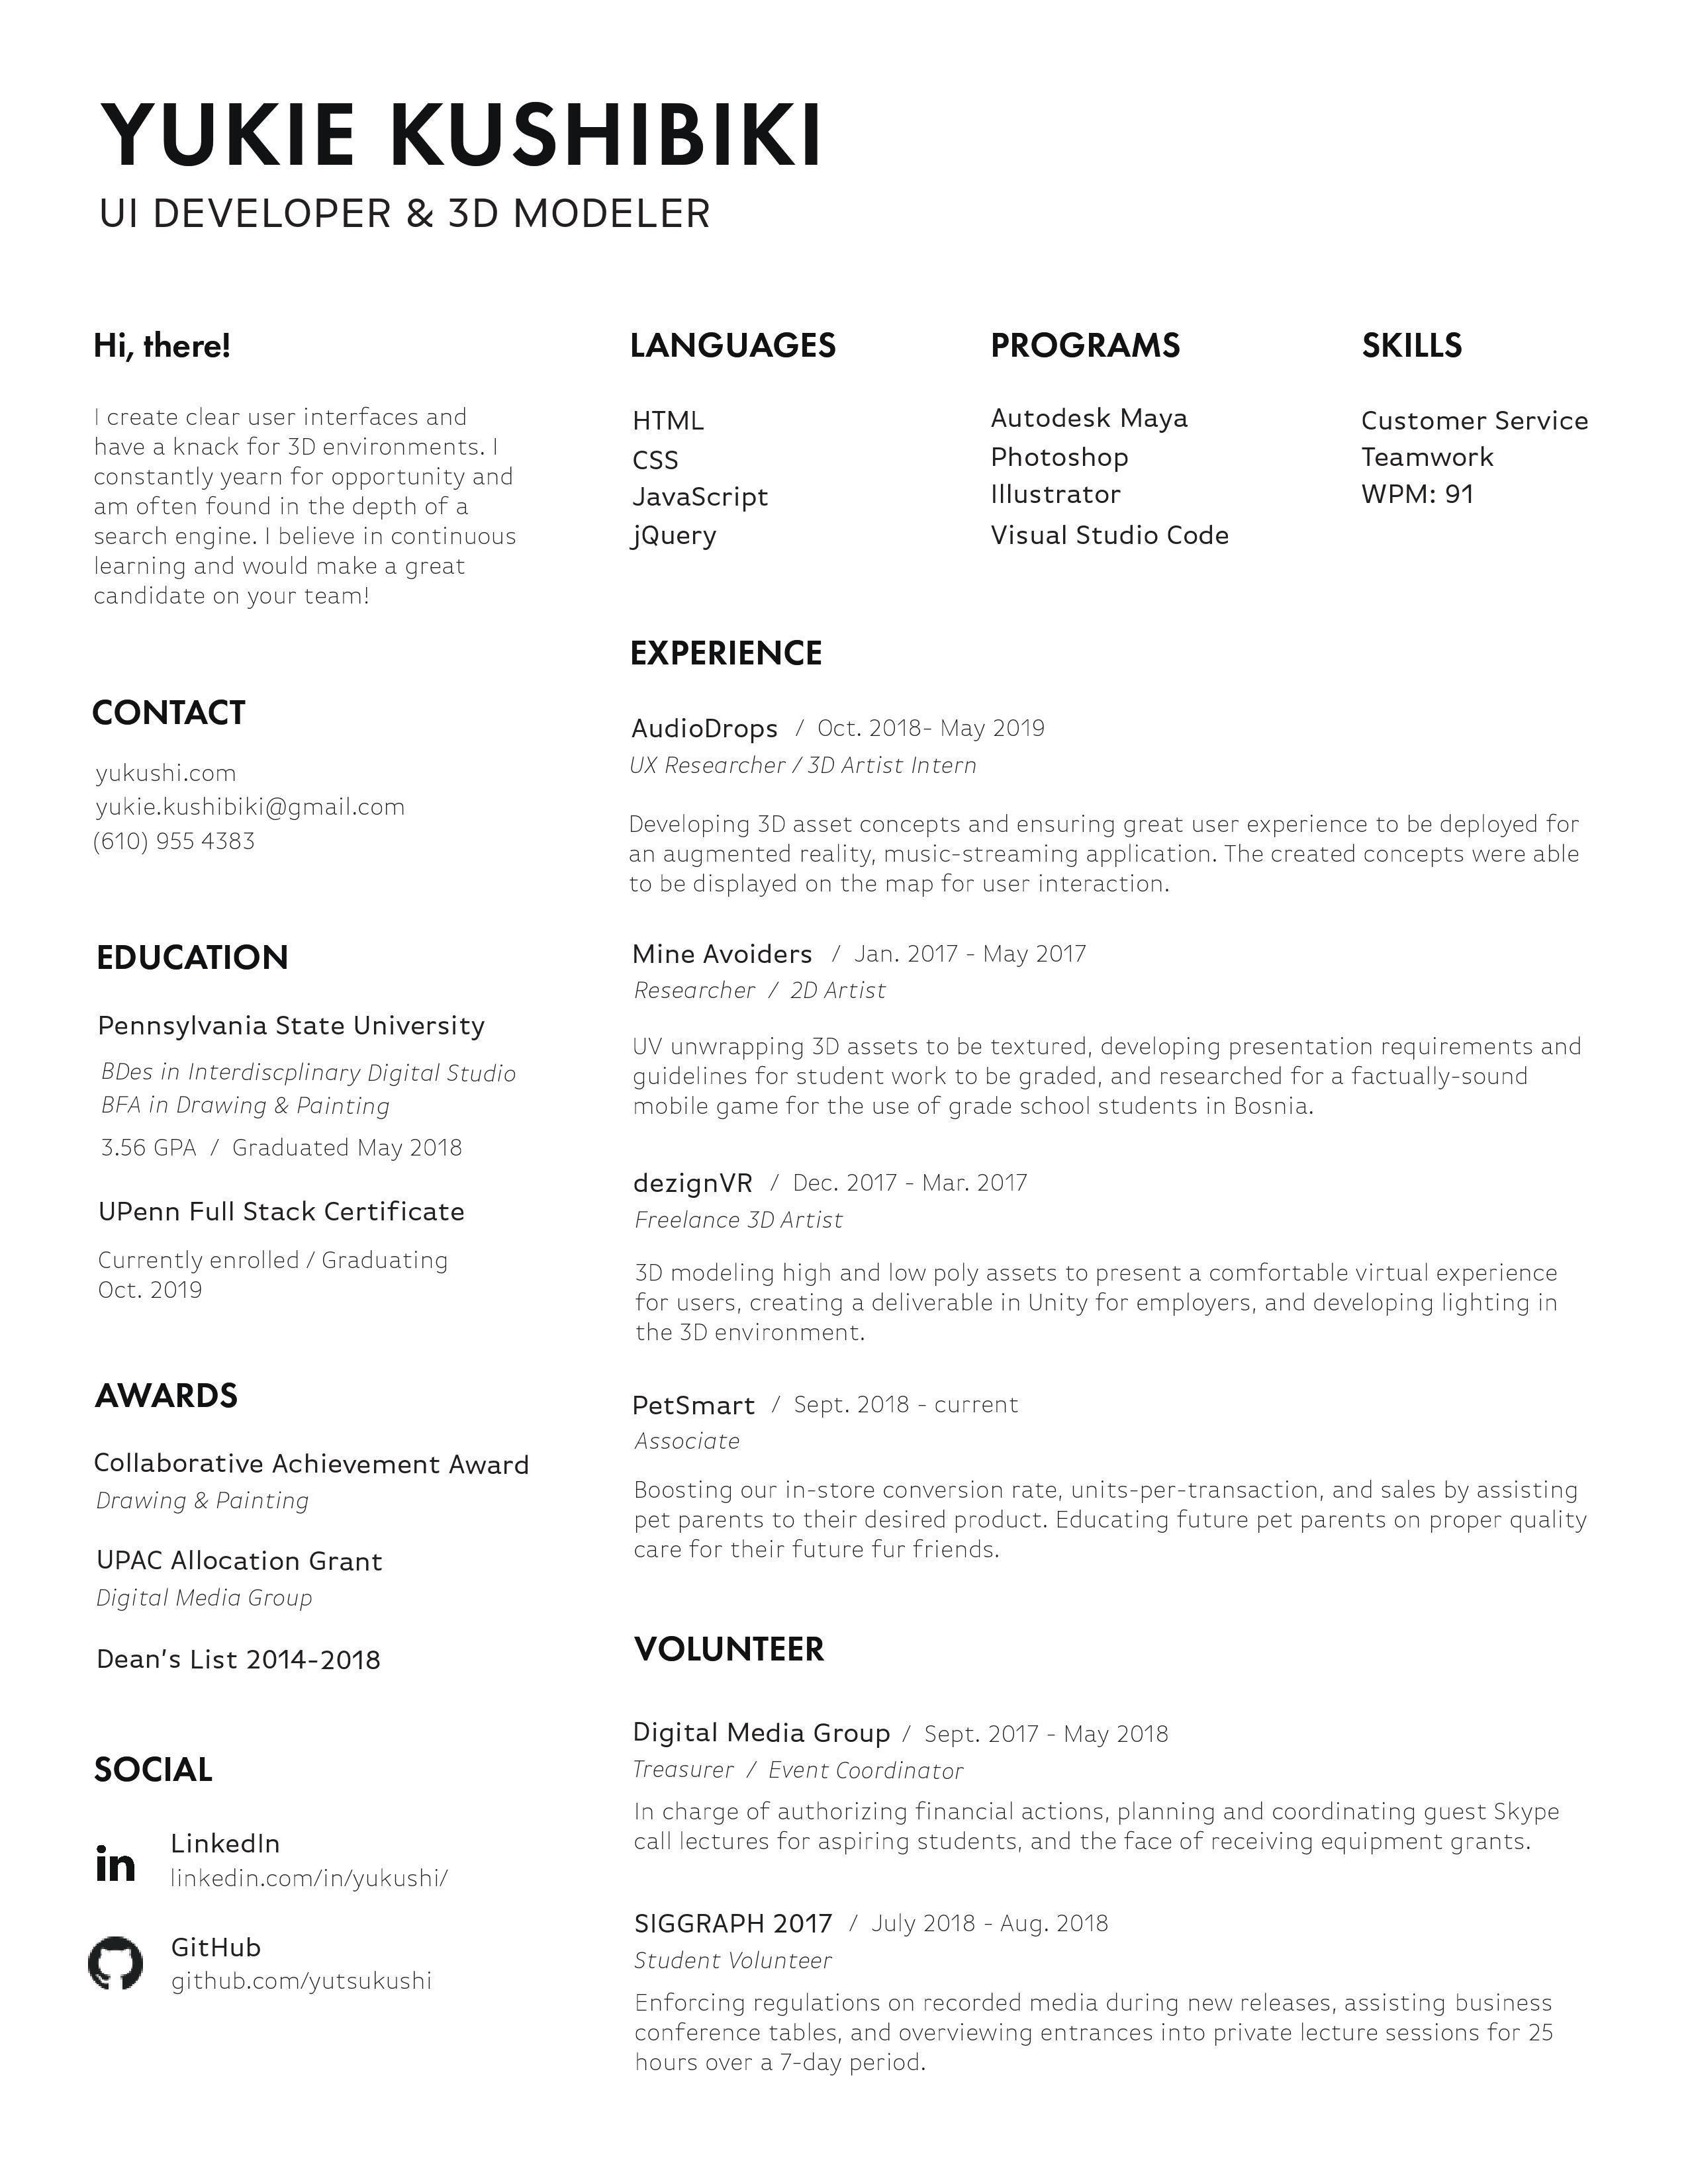 YUKIE KUSHIBIKI
UI DEVELOPER & 3D MODELER
Hi, there!
I create clear user interfaces and
have a knack for 3D environments. I
constantly yearn for opportunity and
am often found in the depth of a
search engine. I believe in continuous
learning and would make a great
candidate on your team!
CONTACT
yukushi.com
yukie.kushibiki@gmail.com
(610) 955 4383
EDUCATION
Pennsylvania State University
BDes in Interdiscplinary Digital Studio
BFA in Drawing & Painting
3.56 GPA / Graduated May 2018
UPenn Full Stack Certificate
Currently enrolled / Graduating
Oct. 2019
AWARDS
Collaborative Achievement Award
Drawing & Painting
UPAC Allocation Grant
Digital Media Group
Dean's List 2014-2018
SOCIAL
in
LinkedIn
linkedin.com/in/yukushi/
GitHub
github.com/yutsukushi
LANGUAGES
HTML
CSS
JavaScript
jQuery
PROGRAMS
Autodesk Maya
Photoshop
Illustrator
Visual Studio Code
SKILLS
Customer Service
Teamwork
WPM: 91
EXPERIENCE
AudioDrops / Oct. 2018- May 2019
UX Researcher / 3D Artist Intern
Developing 3D asset concepts and ensuring great user experience to be deployed for
an augmented reality, music-streaming application. The created concepts were able
to be displayed on the map for user interaction.
Mine Avoiders / Jan. 2017 - May 2017
Researcher / 2D Artist
UV unwrapping 3D assets to be textured, developing presentation requirements and
guidelines for student work to be graded, and researched for a factually-sound
mobile game for the use of grade school students in Bosnia.
dezignVR / Dec. 2017 - Mar. 2017
Freelance 3D Artist
3D modeling high and low poly assets to present a comfortable virtual experience
for users, creating a deliverable in Unity for employers, and developing lighting in
the 3D environment.
PetSmart / Sept. 2018 - current
Associate
Boosting our in-store conversion rate, units-per-transaction, and sales by assisting
pet parents to their desired product. Educating future pet parents on proper quality
care for their future fur friends.
VOLUNTEER
Digital Media Group / Sept. 2017 - May 2018
Treasurer / Event Coordinator
In charge of authorizing financial actions, planning and coordinating guest Skype
call lectures for aspiring students, and the face of receiving equipment grants.
SIGGRAPH 2017 / July 2018 - Aug. 2018
Student Volunteer
Enforcing regulations on recorded media during new releases, assisting business
conference tables, and overviewing entrances into private lecture sessions for 25
hours over a 7-day period.